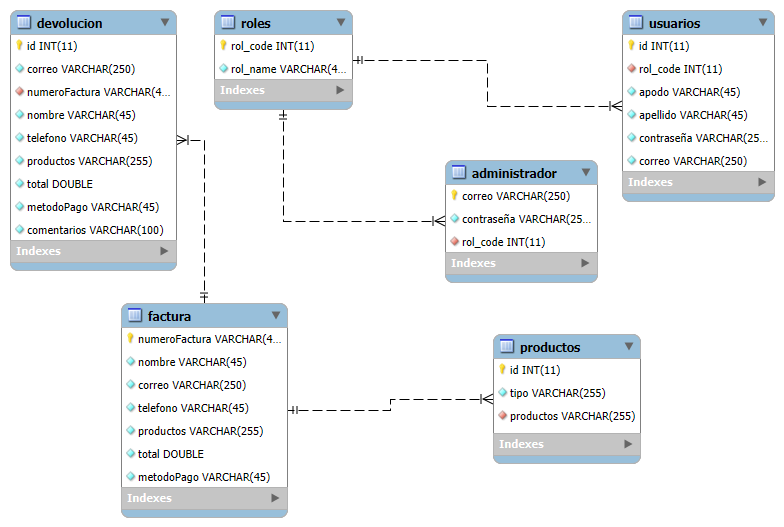 devolucion
id INT(11)
correo VARCHAR(250)
numeroFactura VARCHAR(4...
nombre VARCHAR(45)
telefono VARCHAR(45)
productos VARCHAR(255)
total DOUBLE
metodoPago VARCHAR(45)
comentarios VARCHAR(100)
Indexes
roles
rol_code INT(11)
rol_name VARCHAR(4...
Indexes
usuarios
id INT(11)
rol_code INT(11)
apodo VARCHAR(45)
apellido VARCHAR(45)
contraseña VARCHAR(25...
correo VARCHAR(250)
Indexes
administrador
correo VARCHAR(250)
contraseña VARCHAR(25...
rol_code INT(11)
Indexes
factura
numeroFactura VARCHAR(4...
nombre VARCHAR(45)
correo VARCHAR(250)
telefono VARCHAR(45)
productos VARCHAR(255)
total DOUBLE
metodoPago VARCHAR(45)
Indexes
productos
id INT(11)
tipo VARCHAR(255)
productos VARCHAR(255)
Indexes